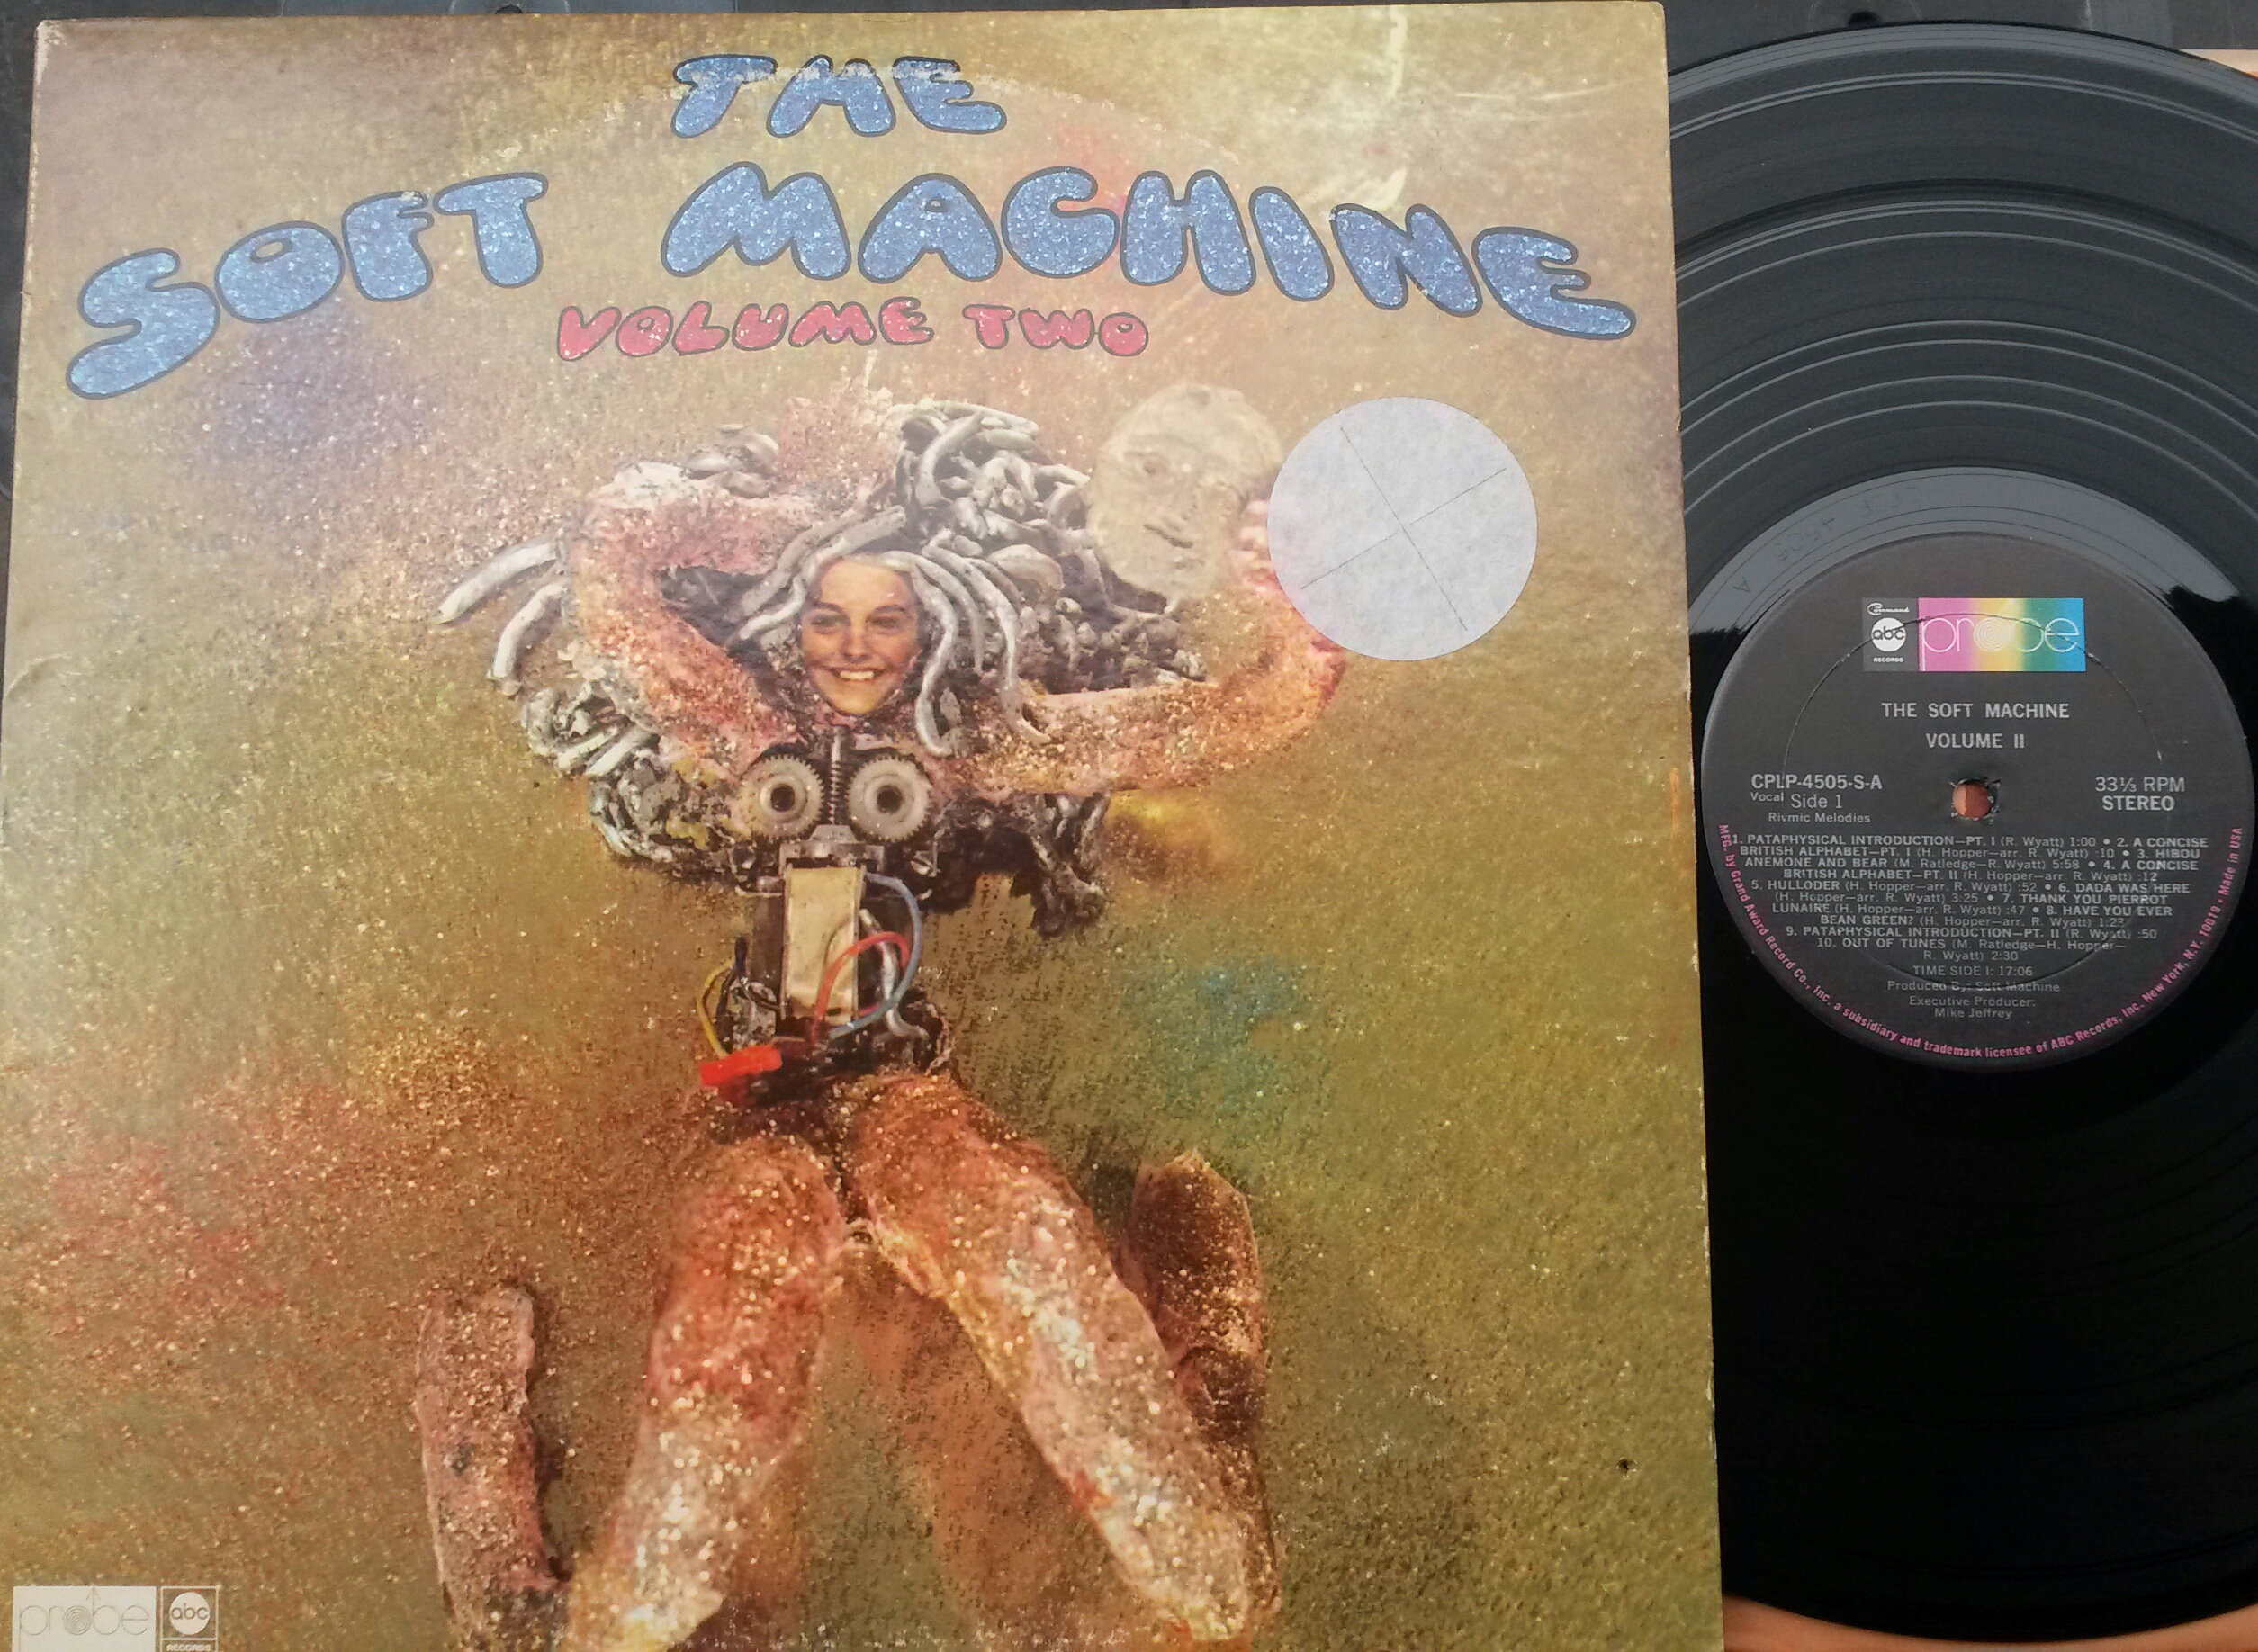 THE
SOFT MACHINE
VOLUME TWO
probe abc
RECORDS
Command
abc probe
RECORDS
THE SOFT MACHINE
VOLUME II
CPLP-4505-S-A 33⅓ RPM
Vocal Side 1 STEREO
Rivmic Melodies
1. PATAPHYSICAL INTRODUCTION—PT. I (R. Wyatt) 1:00 • 2. A CONCISE
BRITISH ALPHABET—PT. I (H. Hopper—arr. R. Wyatt) :10 • 3. HIBOU
ANEMONE AND BEAR (M. Ratledge—R. Wyatt) 5:58 • 4. A CONCISE
BRITISH ALPHABET—PT. II (H. Hopper—arr. R. Wyatt) :12
5. HULLODER (H. Hopper—arr. R. Wyatt) :52 • 6. DADA WAS HERE
(H. Hopper—arr. R. Wyatt) 3:25 • 7. THANK YOU PIERROT
LUNAIRE (H. Hopper—arr. R. Wyatt) :47 • 8. HAVE YOU EVER
BEAN GREEN? (H. Hopper—arr. R. Wyatt) 1:23
9. PATAPHYSICAL INTRODUCTION—PT. II (R. Wyatt) :50
10. OUT OF TUNES (M. Ratledge—H. Hopper—
R. Wyatt) 2:30
TIME SIDE I: 17:06
Produced By: Soft Machine
Executive Producer:
Mike Jeffrey
MFG. by Grand Award Record Co., Inc. a subsidiary and trademark licensee of ABC Records, Inc. New York, N.Y. 10019 • Made in USA